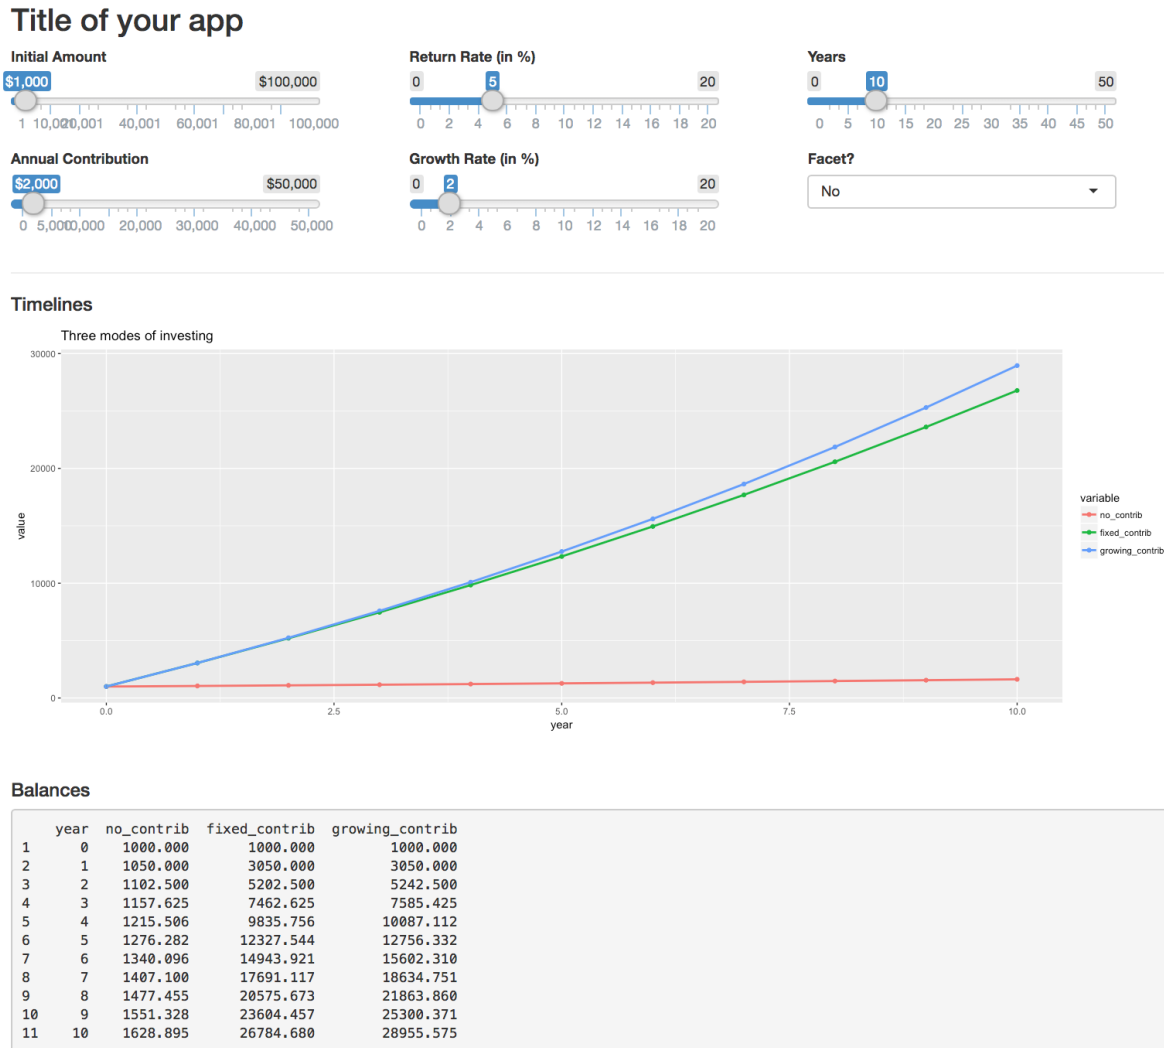 Title of your app
Initial Amount Return Rate (in %) Years
$1,000 $100,000 0 5 20 0 10 50
1 10,001 20,001 40,001 60,001 80,001 100,000 0 2 4 6 8 10 12 14 16 18 20 0 5 10 15 20 25 30 35 40 45 50
Annual Contribution Growth Rate (in %) Facet?
$2,000 $50,000 0 2 20 No
0 5,000 10,000 20,000 30,000 40,000 50,000 0 2 4 6 8 10 12 14 16 18 20
Timelines
Three modes of investing
30000
20000
10000
0
value
0.0 2.5 5.0 7.5 10.0
year
variable
no_contrib
fixed_contrib
growing_contrib
Balances
year no_contrib fixed_contrib growing_contrib
1 0 1000.000 1000.000 1000.000
2 1 1050.000 3050.000 3050.000
3 2 1102.500 5202.500 5242.500
4 3 1157.625 7462.625 7585.425
5 4 1215.506 9835.756 10087.112
6 5 1276.282 12327.544 12756.332
7 6 1340.096 14943.921 15602.310
8 7 1407.100 17691.117 18634.751
9 8 1477.455 20575.673 21863.860
10 9 1551.328 23604.457 25300.371
11 10 1628.895 26784.680 28955.575